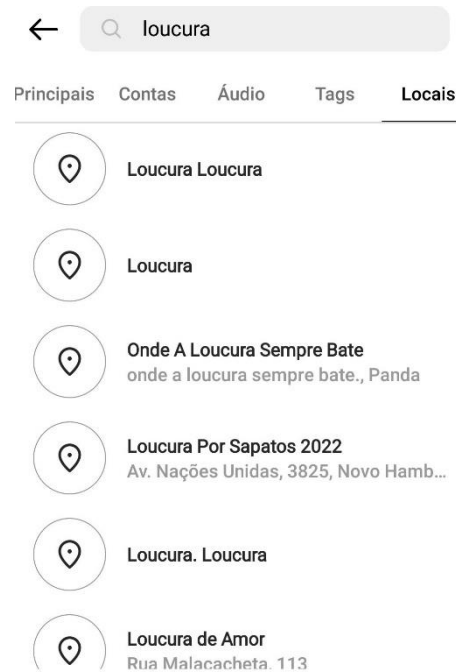 loucura
Principais Contas Áudio Tags Locais
Loucura Loucura
Loucura
Onde A Loucura Sempre Bate
onde a loucura sempre bate., Panda
Loucura Por Sapatos 2022
Av. Nações Unidas, 3825, Novo Hamb...
Loucura. Loucura
Loucura de Amor
Rua Malacacheta, 113